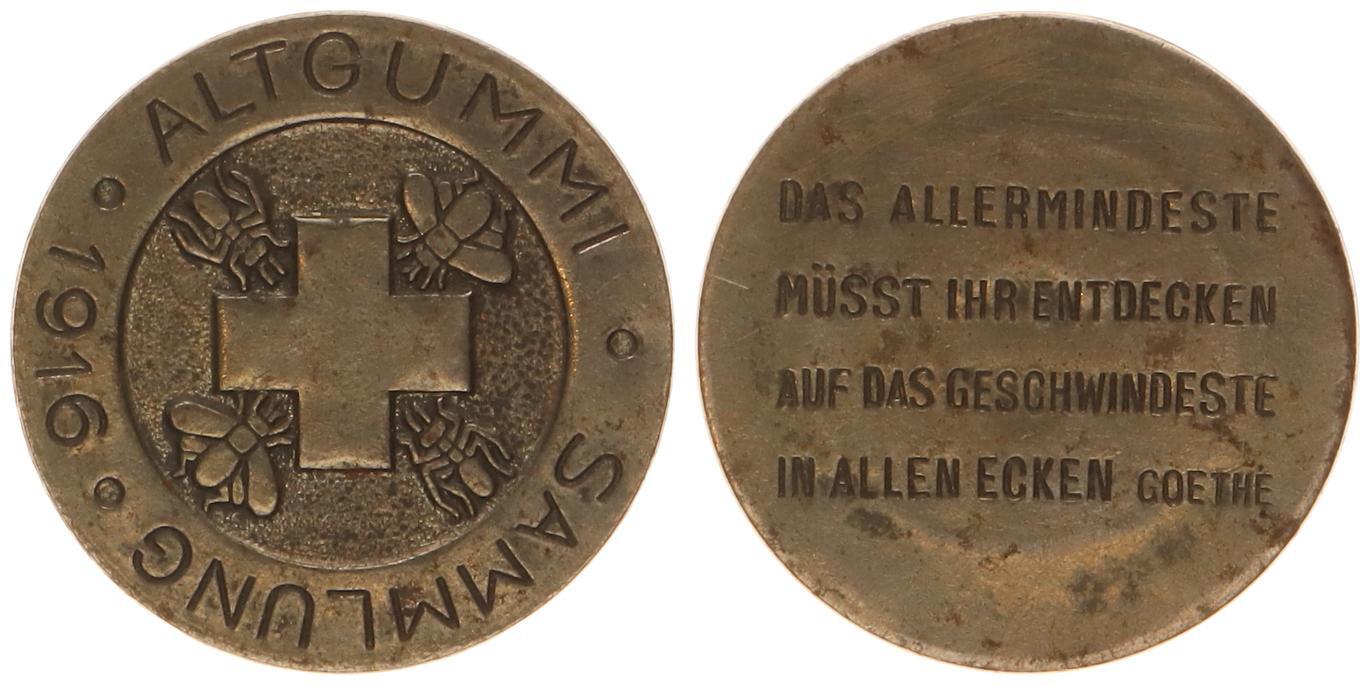 ALTGUMMI SAMMLUNG 1916
DAS ALLERMINDESTE
MÜSST IHR ENTDECKEN
AUF DAS GESCHWINDESTE
IN ALLEN ECKEN GOETHE